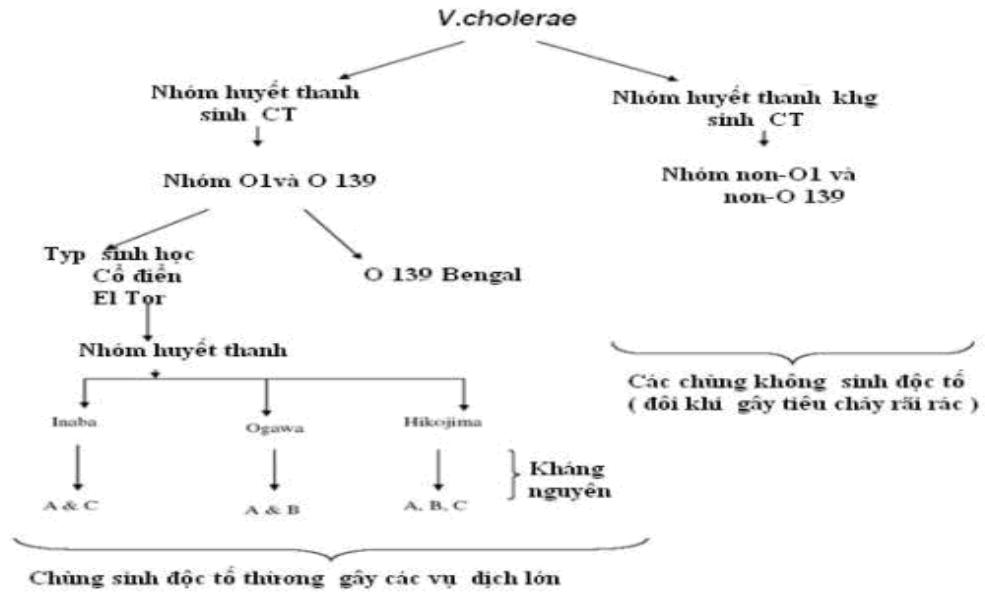 V.cholerae
Nhóm huyết thanh
sinh CT
Nhóm huyết thanh khg
sinh CT
Nhóm O1và O 139
Nhóm non-O1 và
non-O 139
Typ sinh học
Cổ điển
El Tor
O 139 Bengal
Nhóm huyết thanh
Inaba
Ogawa
Hikojima
A & C
A & B
A, B, C
Kháng
nguyên
Các chủng không sinh độc tố
( đôi khi gây tiêu chảy rãi rác )
Chủng sinh độc tố thừơng gây các vụ dịch lớn